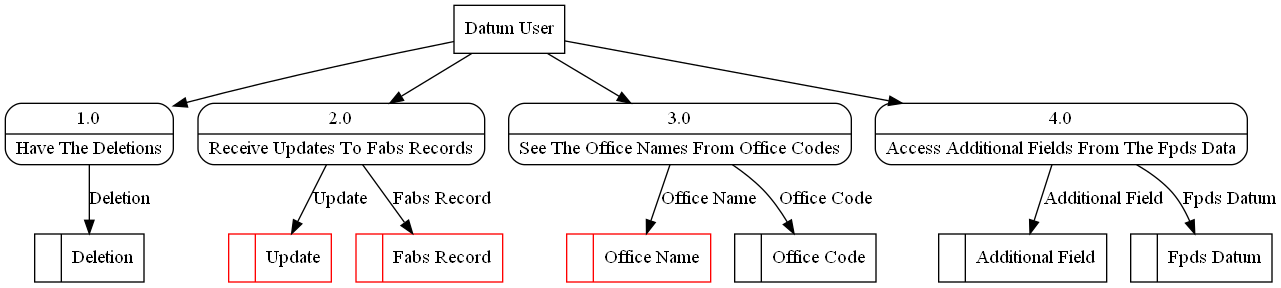 Datum User
1.0
Have The Deletions
2.0
Receive Updates To Fabs Records
3.0
See The Office Names From Office Codes
4.0
Access Additional Fields From The Fpds Data
Deletion
Update
Fabs Record
Office Name
Office Code
Additional Field
Fpds Datum
Deletion
Update
Fabs Record
Office Name
Office Code
Additional Field
Fpds Datum